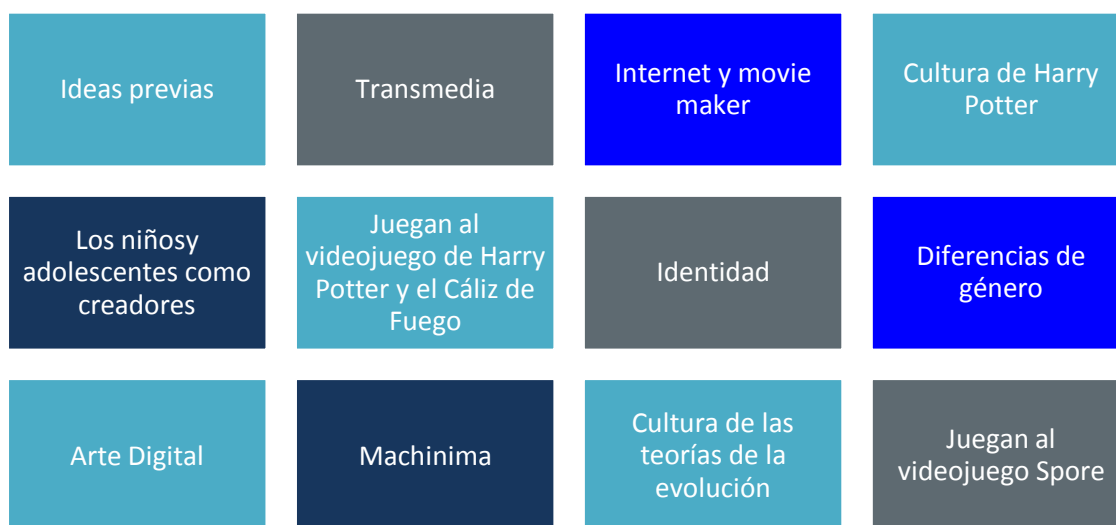 Ideas previas
Transmedia
Internet y movie
maker
Cultura de Harry
Potter
Los niñosy
adolescentes como
creadores
Juegan al
videojuego de Harry
Potter y el Cáliz de
Fuego
Identidad
Diferencias de
género
Arte Digital
Machinima
Cultura de las
teorías de la
evolución
Juegan al
videojuego Spore